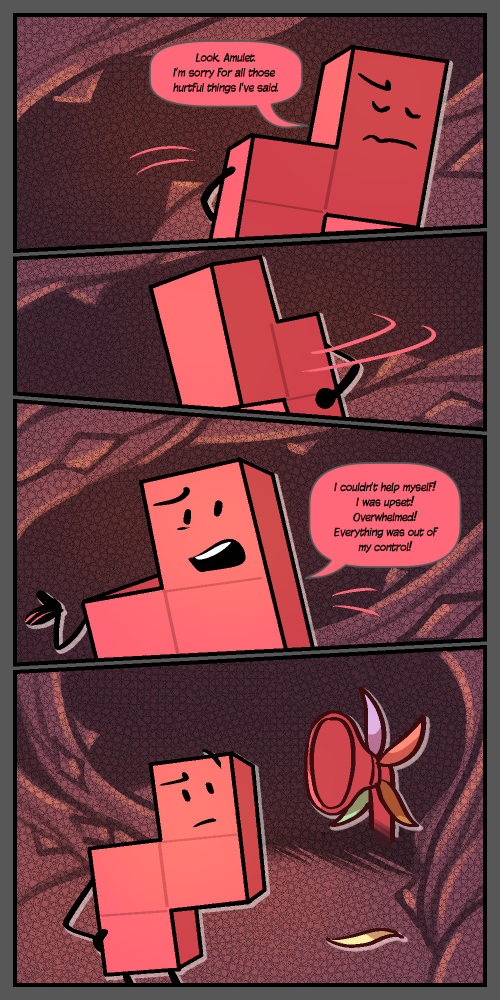 Look, Amulet.
I'm sorry for all those
hurtful things I've said.
I couldn't help myself!
I was upset!
Overwhelmed!
Everything was out of
my control!